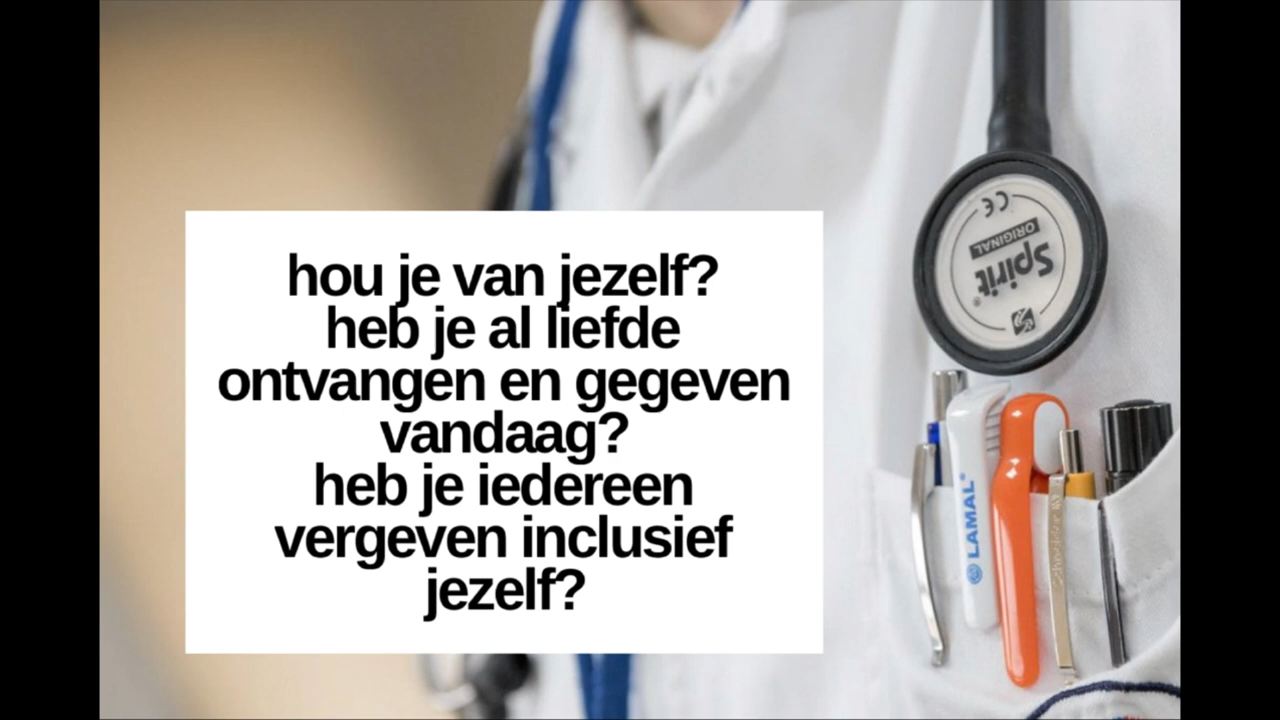 hou je van jezelf?
heb je al liefde
ontvangen en gegeven
vandaag?
heb je iedereen
vergeven inclusief
jezelf?
CE
ORIGINAL
Spirit®
LAMAL®
Schneider